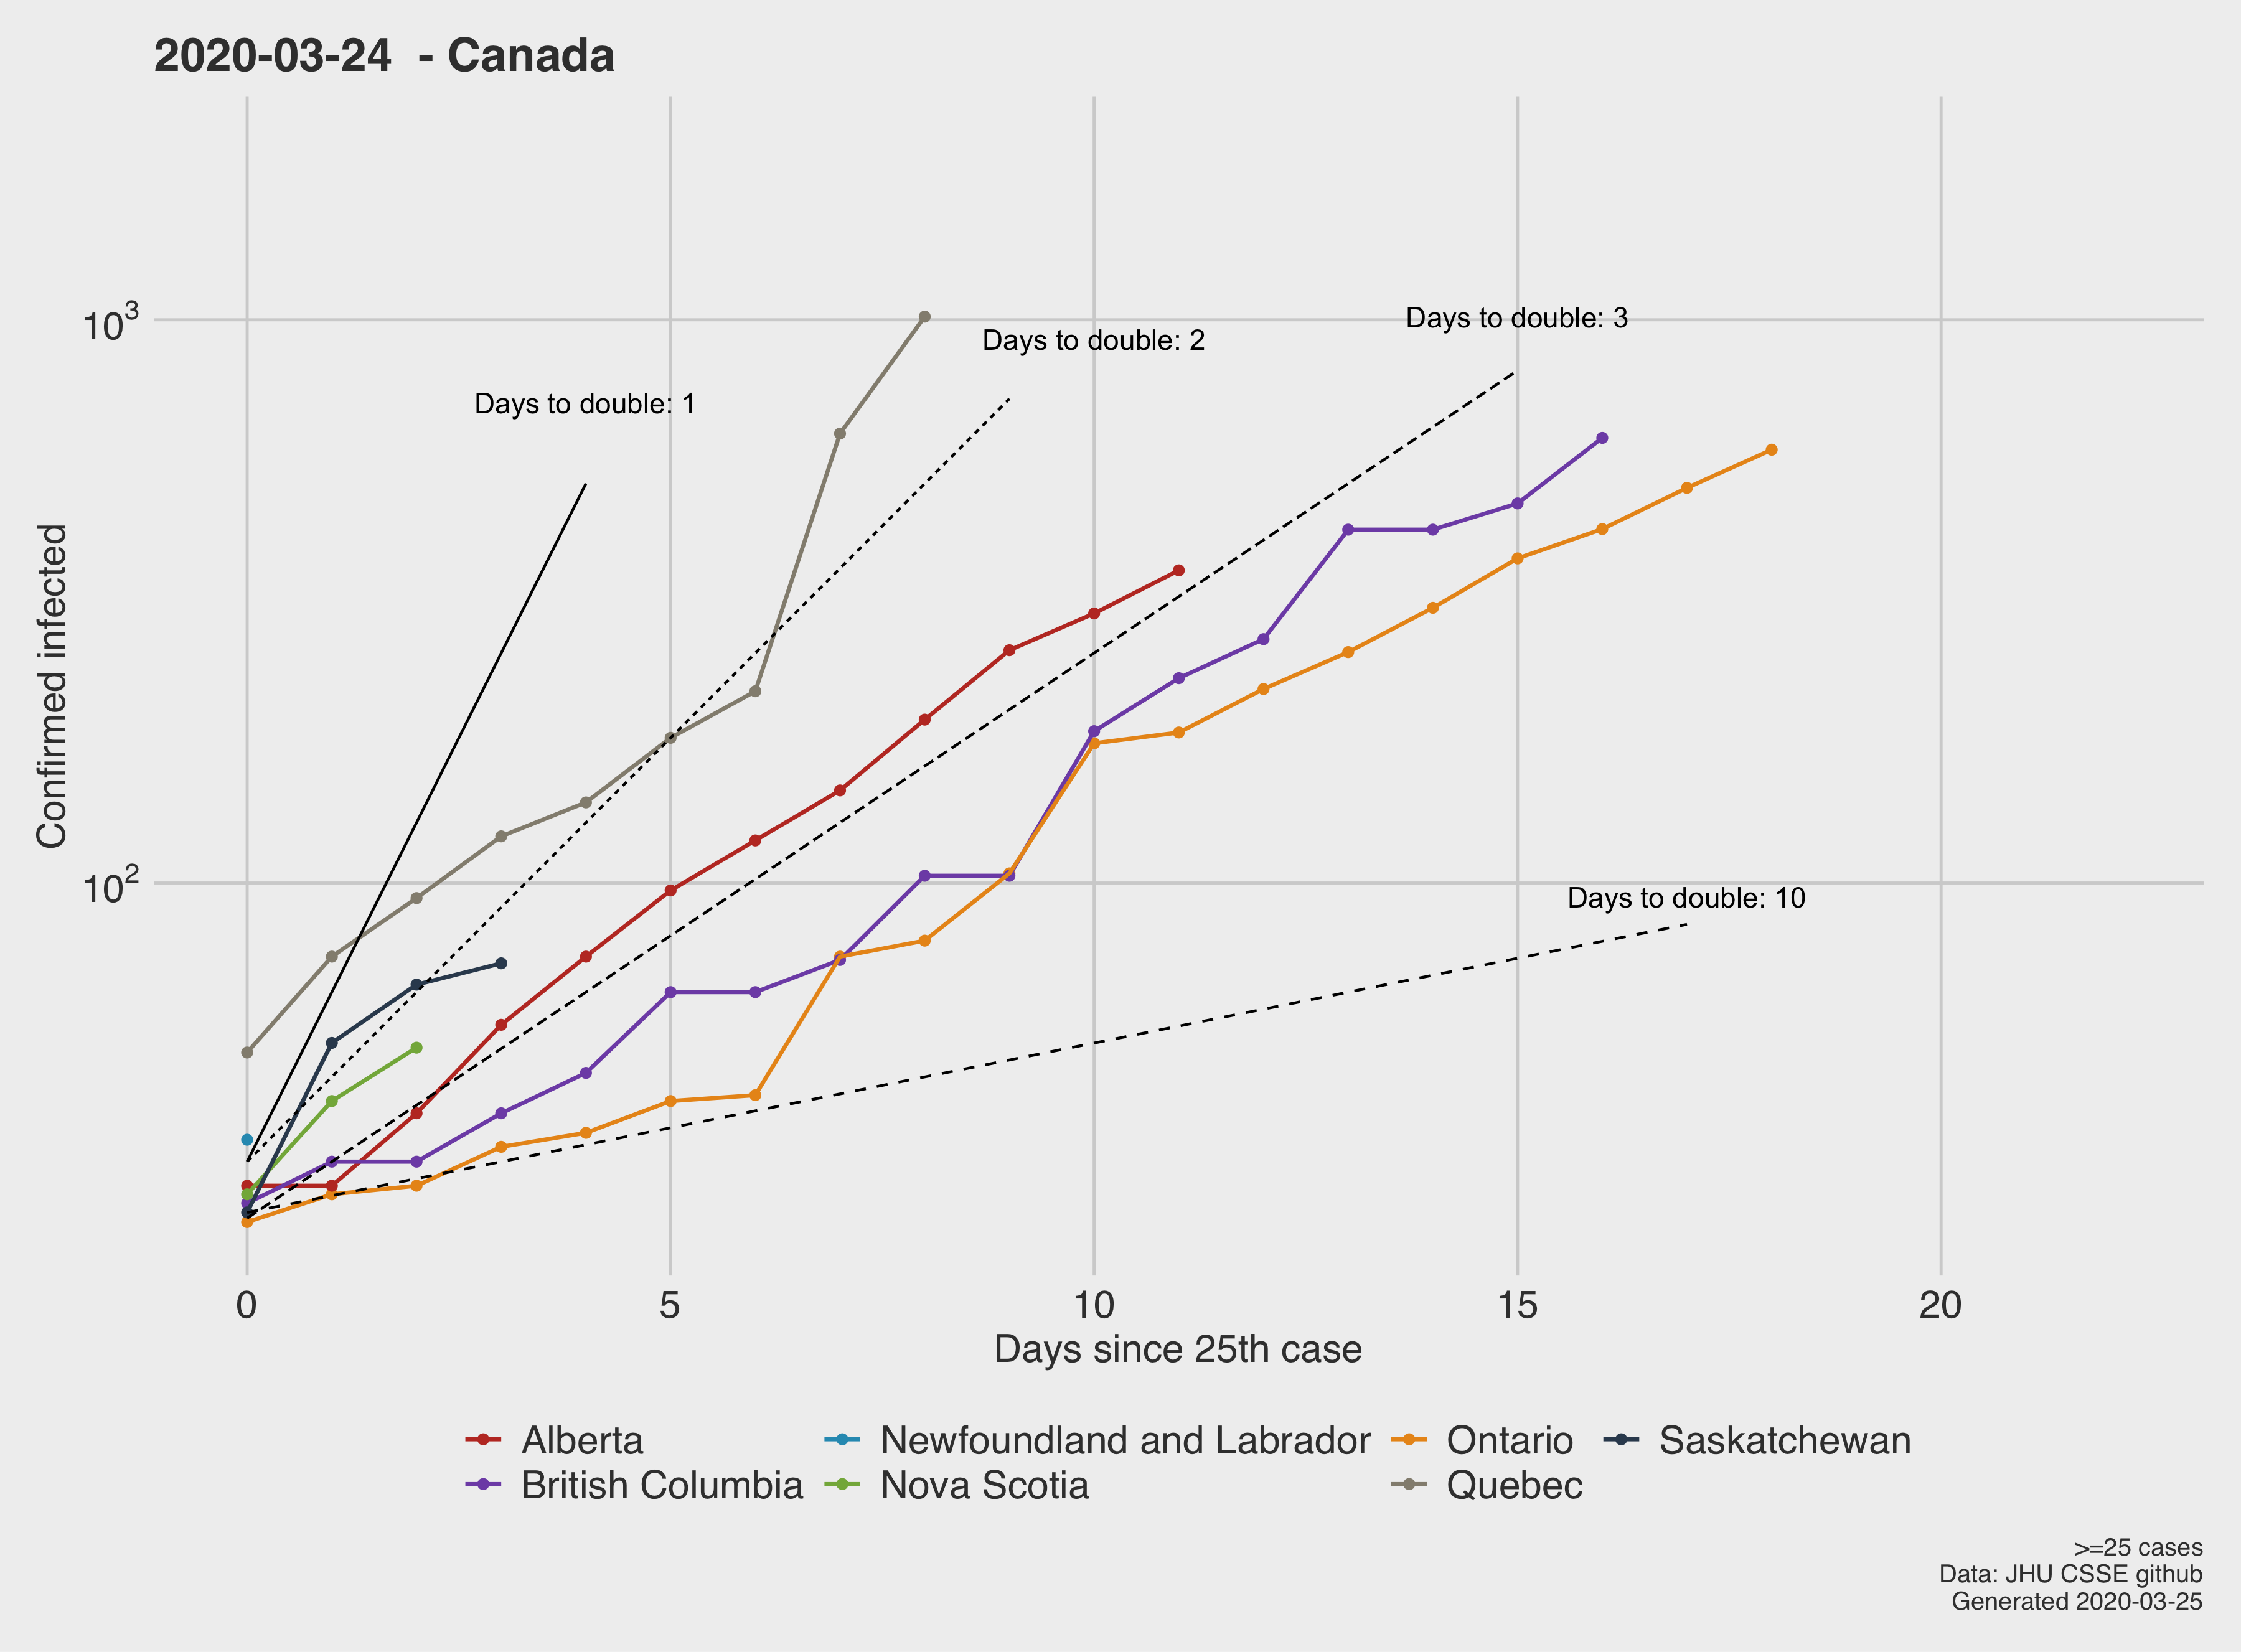 2020-03-24  - Canada
Confirmed infected
10³
10²
Days to double: 1
Days to double: 2
Days to double: 3
Days to double: 10
0 5 10 15 20
Days since 25th case
Alberta Newfoundland and Labrador Ontario Saskatchewan
British Columbia Nova Scotia Quebec
>=25 cases
Data: JHU CSSE github
Generated 2020-03-25